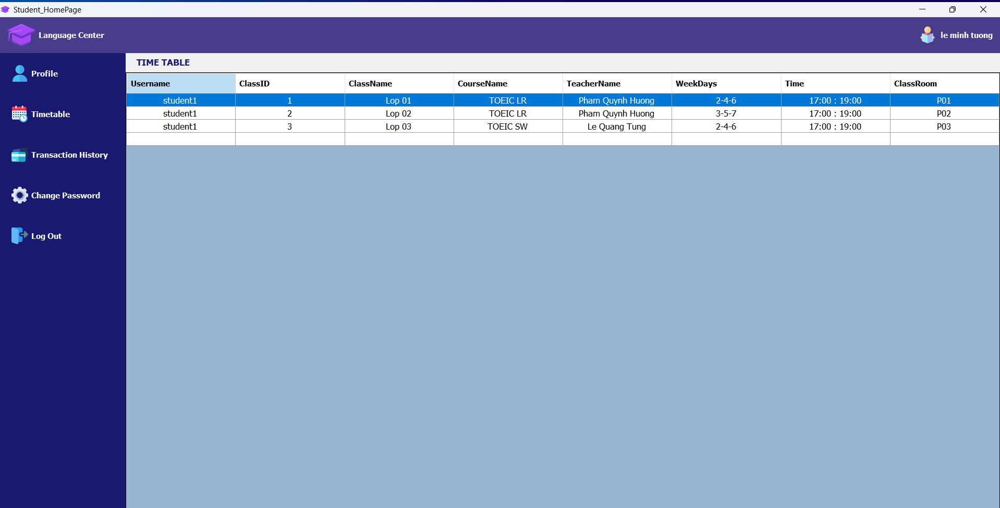 Student_HomePage
Language Center
le minh tuong
Profile
Timetable
Transaction History
Change Password
Log Out
TIME TABLE
Username ClassID ClassName CourseName TeacherName WeekDays Time ClassRoom
student1 1 Lop 01 TOEIC LR Pham Quynh Huong 2-4-6 17:00 : 19:00 P01
student1 2 Lop 02 TOEIC LR Pham Quynh Huong 3-5-7 17:00 : 19:00 P02
student1 3 Lop 03 TOEIC SW Le Quang Tung 2-4-6 17:00 : 19:00 P03